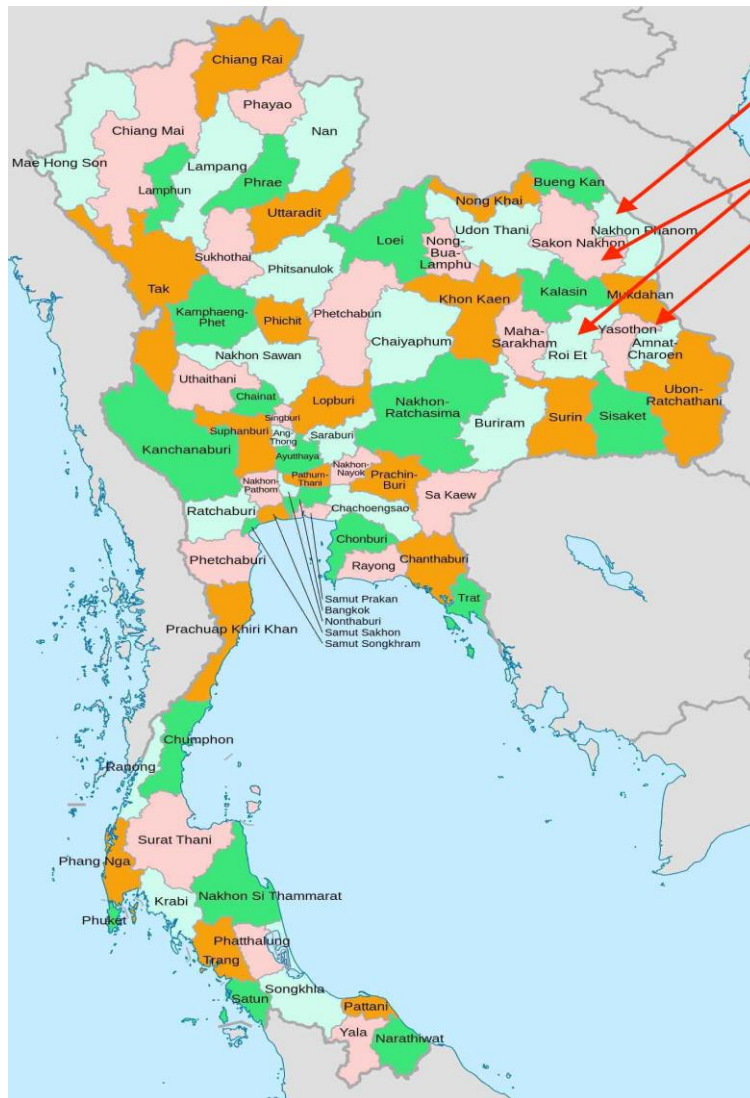 Chiang Rai
Phayao
Nan
Chiang Mai
Mae Hong Son
Lampang
Lamphun
Phrae
Uttaradit
Bueng Kan
Nong Khai
Loei
Udon Thani
Nakhon Phanom
Nong-
Bua-
Lamphu
Sakon Nakhon
Sukhothai
Phitsanulok
Tak
Kamphaeng-
Phet
Phichit
Phetchabun
Khon Kaen
Kalasin
Mukdahan
Maha-
Sarakham
Roi Et
Yasothon
Amnat-
Charoen
Chaiyaphum
Nakhon Sawan
Uthaithani
Chainat
Lopburi
Nakhon-
Ratchasima
Buriram
Surin
Sisaket
Ubon-
Ratchathani
Singburi
Suphanburi
Ang-
Thong
Saraburi
Kanchanaburi
Ayutthaya
Nakhon-
Nayok
Pathum-
Thani
Prachin-
Buri
Nakhon-
Pathom
Sa Kaew
Ratchaburi
Chachoengsao
Chonburi
Phetchaburi
Rayong
Chanthaburi
Trat
Samut Prakan
Bangkok
Nonthaburi
Samut Sakhon
Samut Songkhram
Prachuap Khiri Khan
Chumphon
Ranong
Surat Thani
Phang Nga
Krabi
Nakhon Si Thammarat
Phuket
Phatthalung
Trang
Songkhla
Satun
Pattani
Yala
Narathiwat